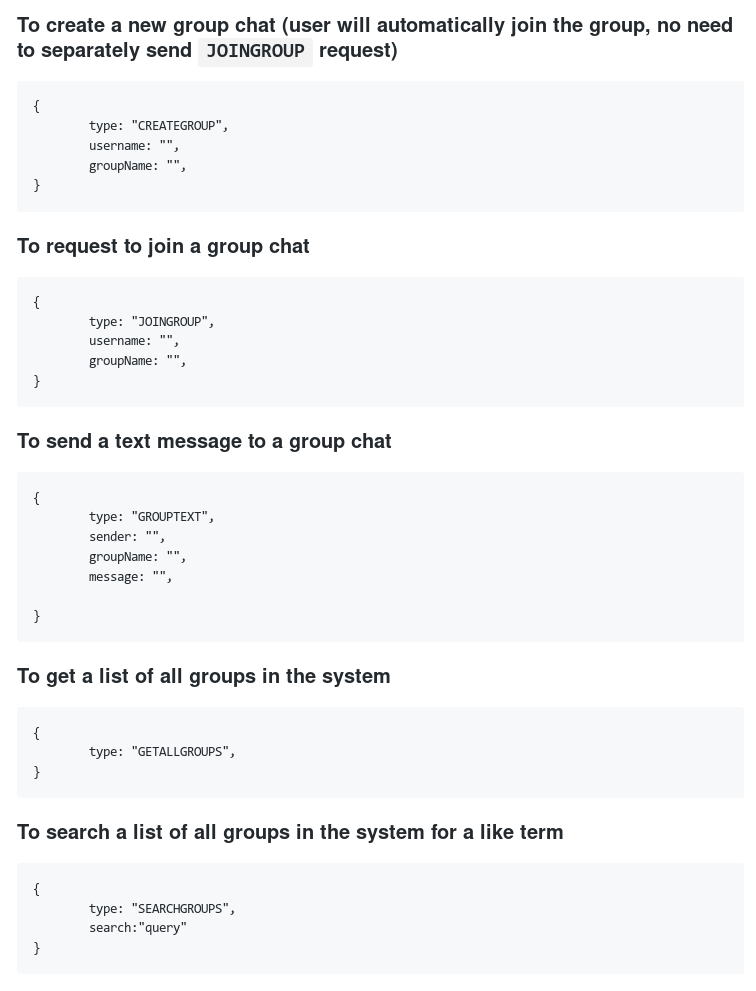 To create a new group chat (user will automatically join the group, no need
to separately send JOINGROUP request)
{
type: "CREATEGROUP",
username: "",
groupName: "",
}
To request to join a group chat
{
type: "JOINGROUP",
username: "",
groupName: "",
}
To send a text message to a group chat
{
type: "GROUPTEXT",
sender: "",
groupName: "",
message: "",
}
To get a list of all groups in the system
{
type: "GETALLGROUPS",
}
To search a list of all groups in the system for a like term
{
type: "SEARCHGROUPS",
search:"query"
}